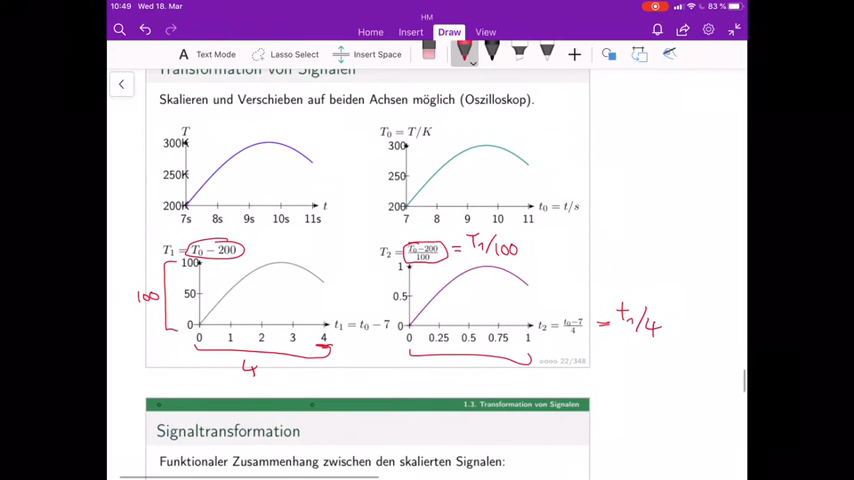 10:49 Wed 18. Mar
83 %
HM
Home Insert Draw View
A Text Mode Lasso Select Insert Space
Transformation von Signalen
Skalieren und Verschieben auf beiden Achsen möglich (Oszilloskop).
T
300K
250K
200K
7s 8s 9s 10s 11s
t
T₀ = T/K
300
250
200
7 8 9 10 11
t₀ = t/s
T₁ = T₀ − 200
100
50
0
0 1 2 3 4
t₁ = t₀ − 7
100
4
T₂ = (T₀−200)/100 = T₁/100
1
0.5
0
0 0.25 0.5 0.75 1
t₂ = (t₀−7)/4 = t₁/4
22/348
1.3. Transformation von Signalen
Signaltransformation
Funktionaler Zusammenhang zwischen den skalierten Signalen: